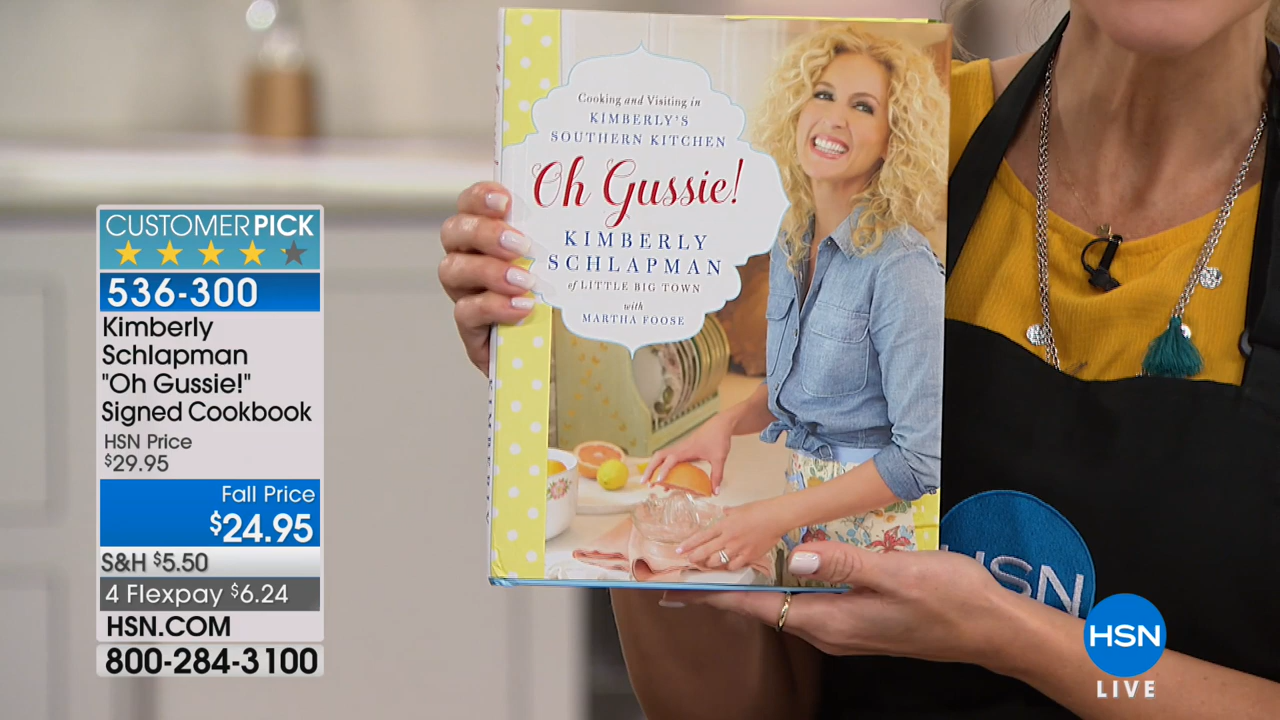 CUSTOMER PICK
536-300
Kimberly
Schlapman
"Oh Gussie!"
Signed Cookbook
HSN Price
$29.95
Fall Price
$24.95
S&H $5.50
4 Flexpay $6.24
HSN.COM
800-284-3100
Cooking and Visiting in
KIMBERLY'S
SOUTHERN KITCHEN
Oh Gussie!
KIMBERLY
SCHLAPMAN
of LITTLE BIG TOWN
with
MARTHA FOOSE
HSN
HSN
LIVE